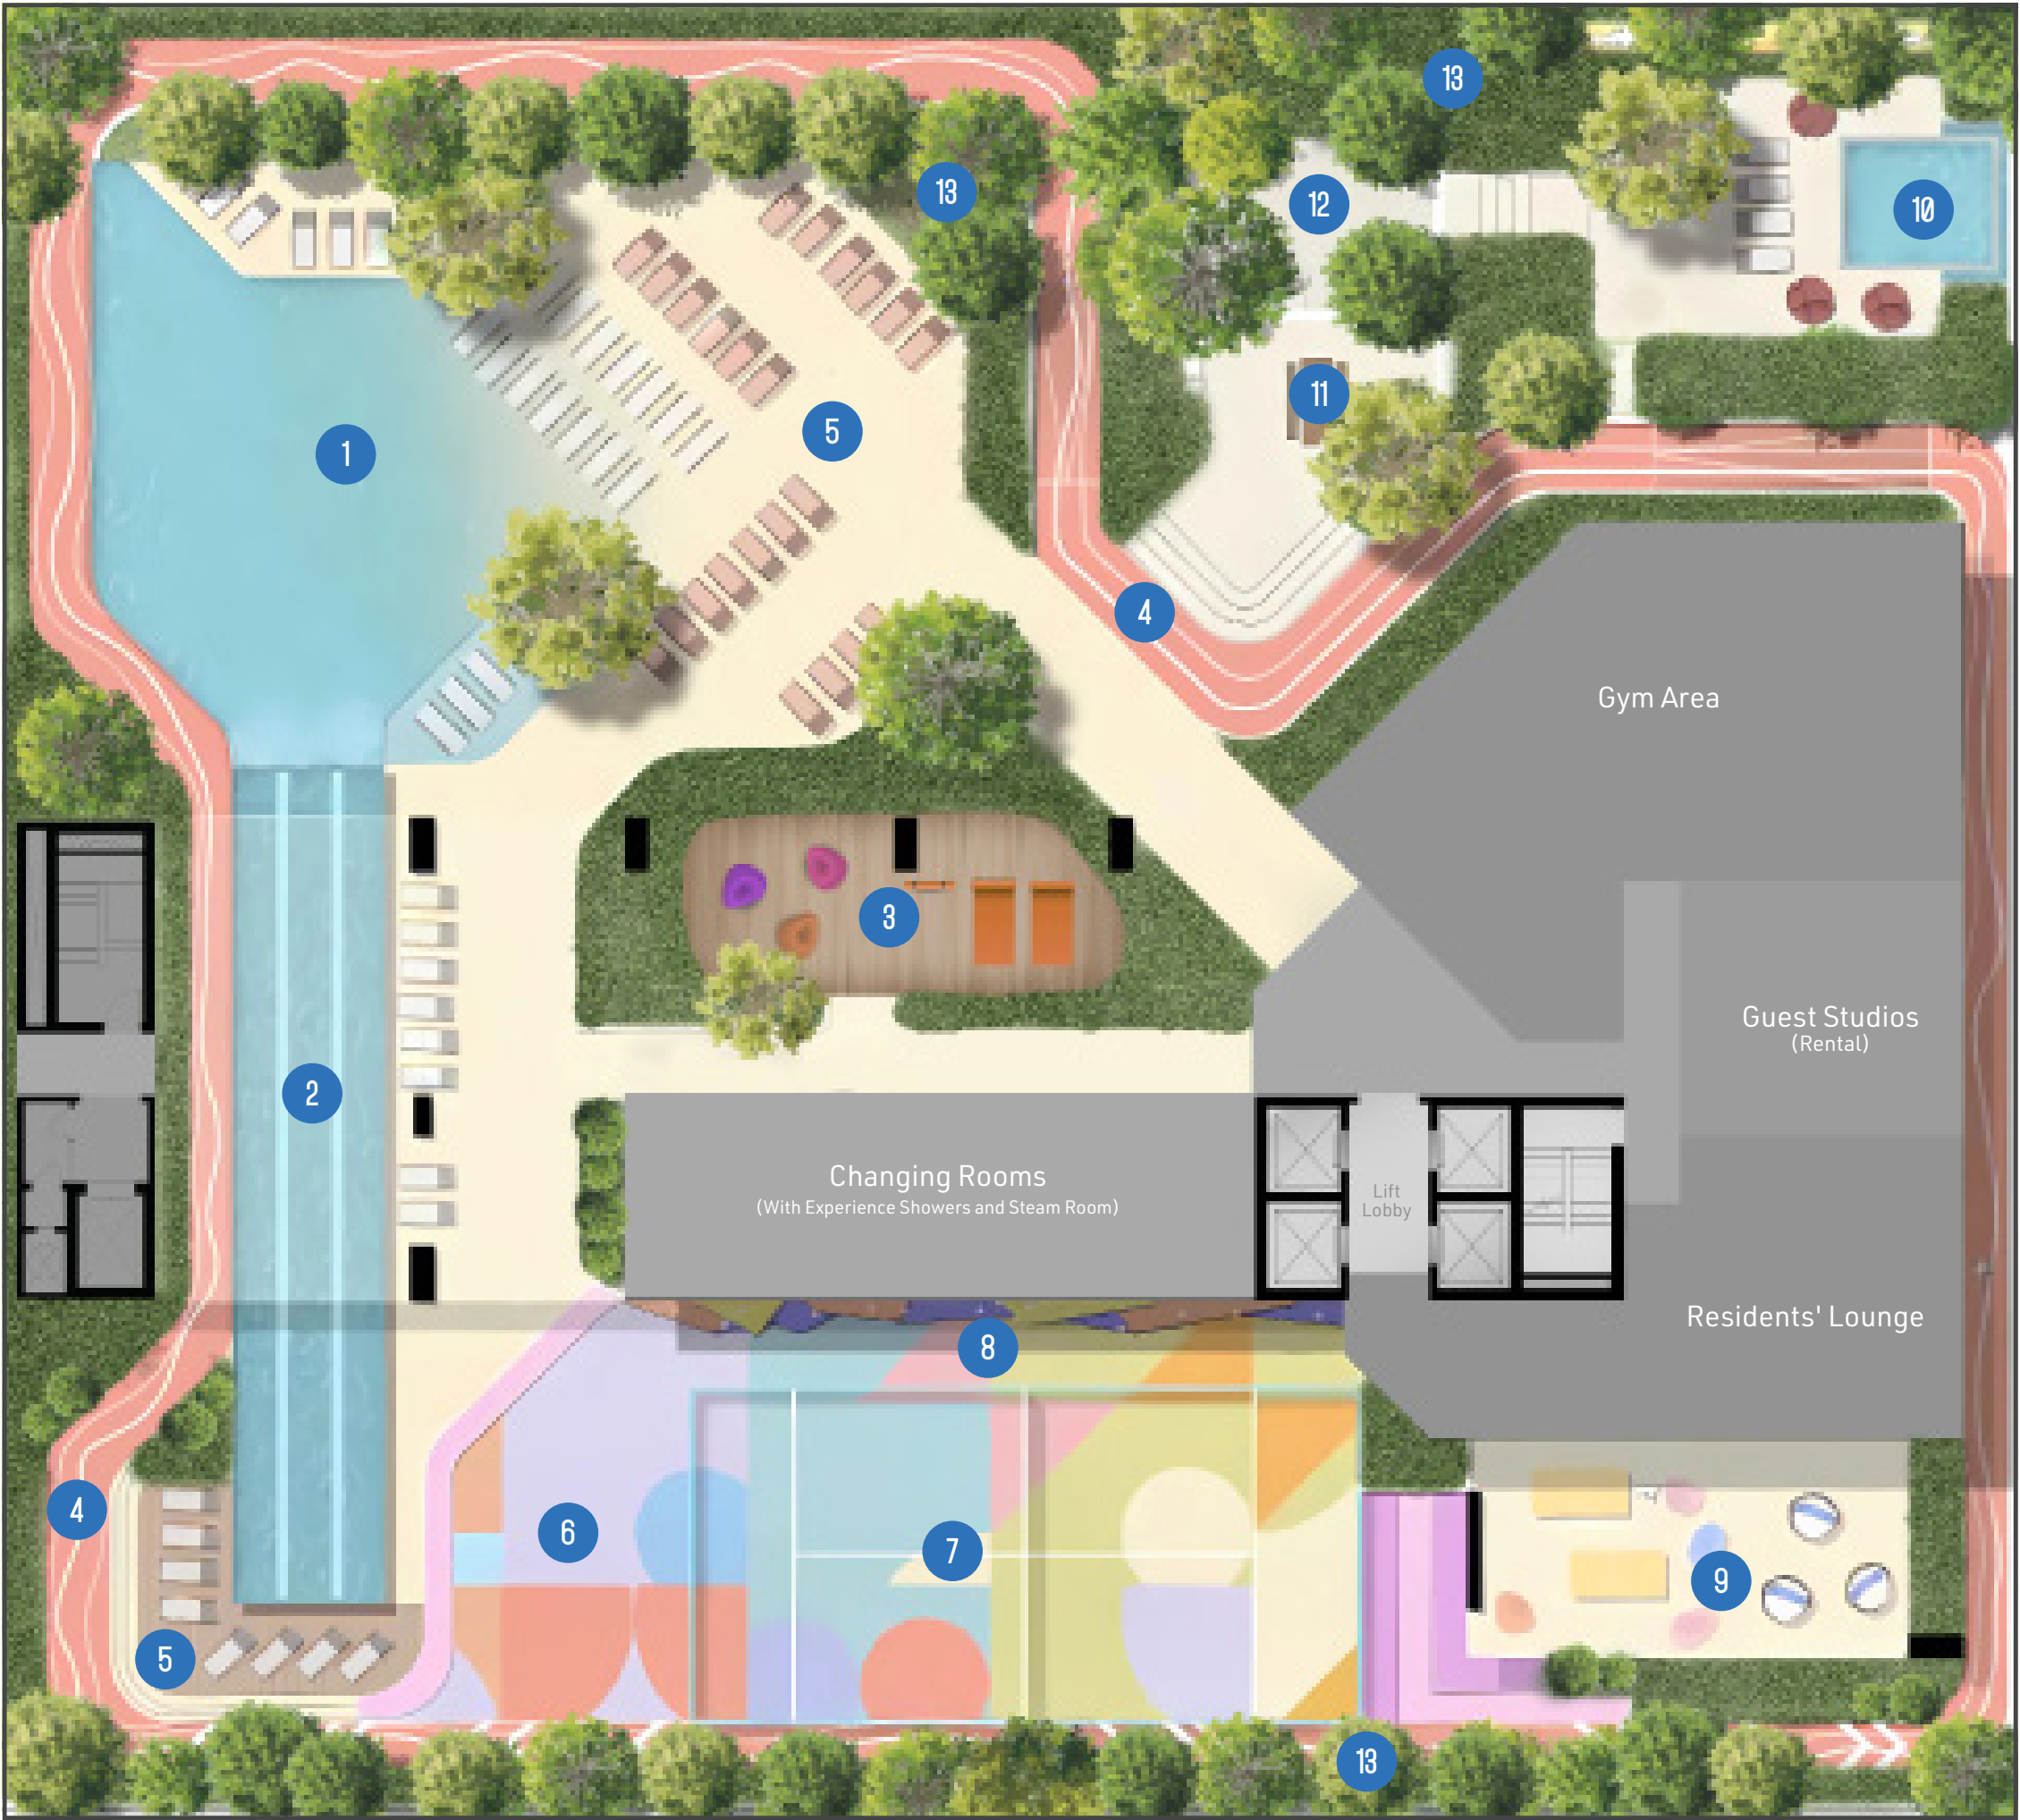 13
13
12
10
11
5
1
4
Gym Area
3
Guest Studios
(Rental)
2
Changing Rooms
(With Experience Showers and Steam Room)
Lift
Lobby
Residents' Lounge
8
4
6
7
9
5
13